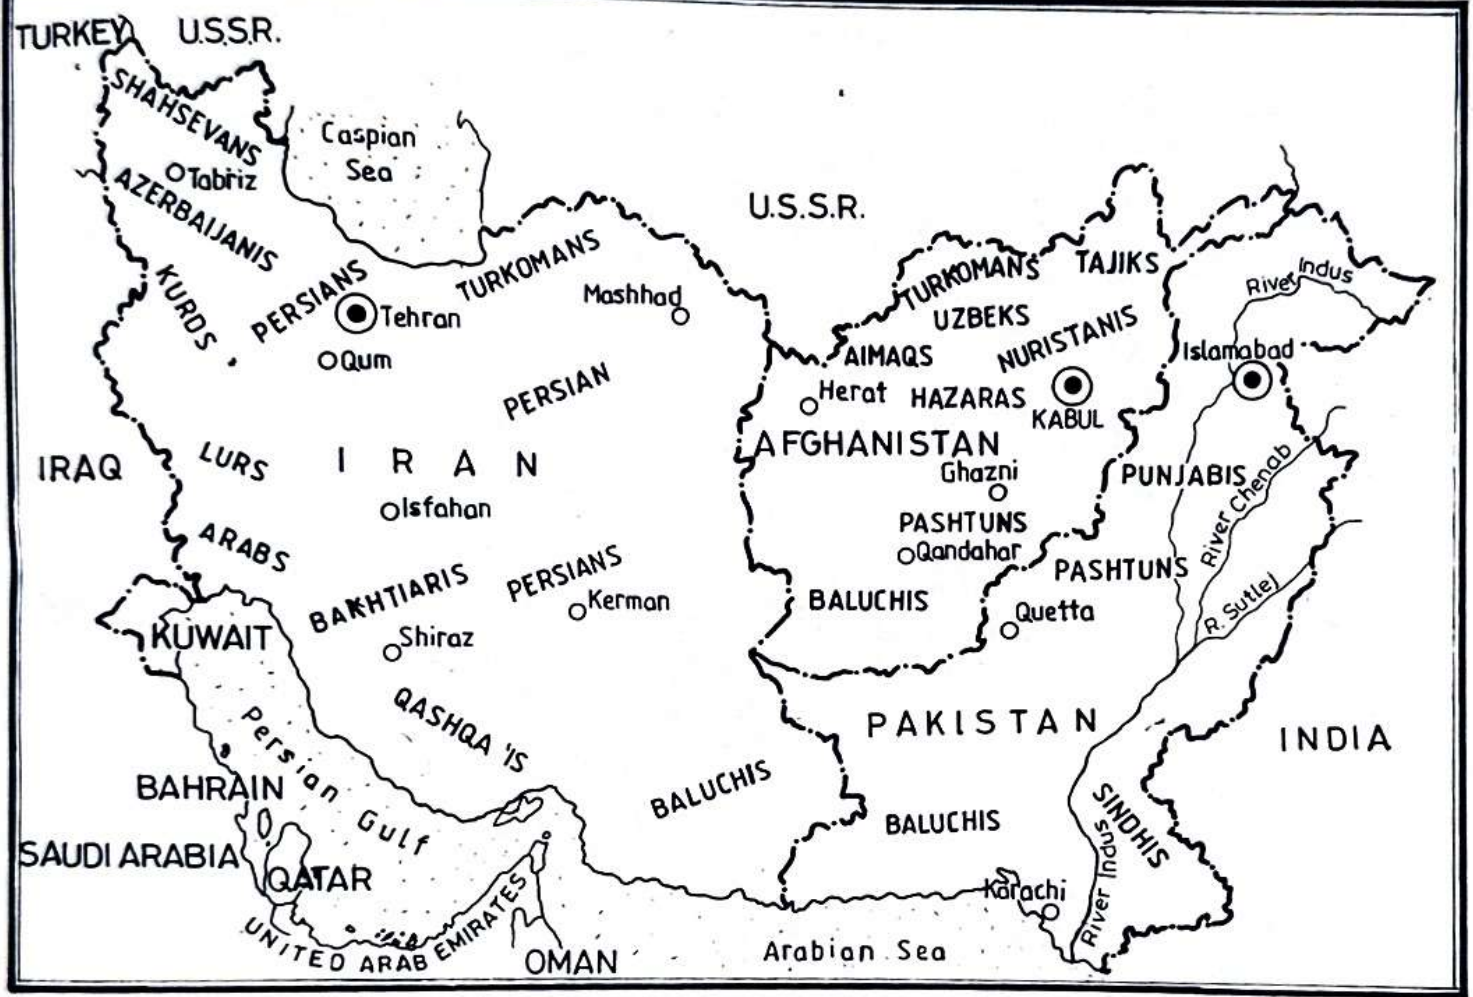 TURKEY
U.S.S.R.
SHAHSEVANS
Tabriz
AZERBAIJANIS
Caspian
Sea
KURDS
PERSIANS
Tehran
Qum
TURKOMANS
Mashhad
U.S.S.R.
TURKOMANS
TAJIKS
UZBEKS
NURISTANIS
AIMAQS
Herat
HAZARAS
KABUL
River Indus
Islamabad
PERSIAN
IRAQ
LURS
IRAN
Isfahan
AFGHANISTAN
Ghazni
PASHTUNS
Qandahar
PUNJABIS
River Chenab
ARABS
BAKHTIARIS
PERSIANS
Kerman
Shiraz
BALUCHIS
PASHTUNS
Quetta
R. Sutlej
KUWAIT
QASHQA'IS
Persian Gulf
PAKISTAN
INDIA
BAHRAIN
BALUCHIS
BALUCHIS
SINDHIS
SAUDI ARABIA
QATAR
Karachi
River Indus
UNITED ARAB EMIRATES
OMAN
Arabian Sea